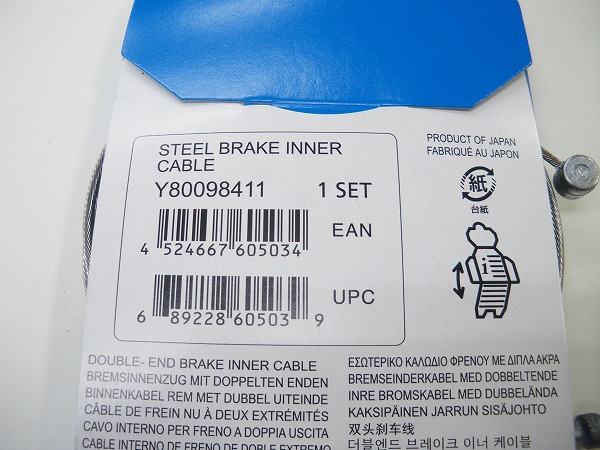 STEEL BRAKE INNER
CABLE
Y80098411 1 SET
4 524667 605034
EAN
6 89228 60503 9
UPC
PRODUCT OF JAPAN
FABRIQUÉ AU JAPON
紙
台紙
i
DOUBLE- END BRAKE INNER CABLE
BREMSINNENZUG MIT DOPPELTEN ENDEN
BINNENKABEL REM MET DUBBEL UITEINDE
CÂBLE DE FREIN NU À DEUX EXTRÉMITÉS
CAVO INTERNO PER FRENO A DOPPIA USCITA
CABLE INTERNO DE FRENO DE DOBLE EXTREMO
ΕΣΩΤΕΡΙΚΟ ΚΑΛΩΔΙΟ ΦΡΕΝΟΥ ΜΕ ΔΙΠΛΑ ΑΚΡΑ
BREMSEINDERKABEL MED DOBBELTENDE
INRE BROMSKABEL MED DUBBELÄNDA
KAKSIPÄINEN JARRUN SISÄJOHTO
双头刹车线
더블엔드 브레이크 이너 케이블